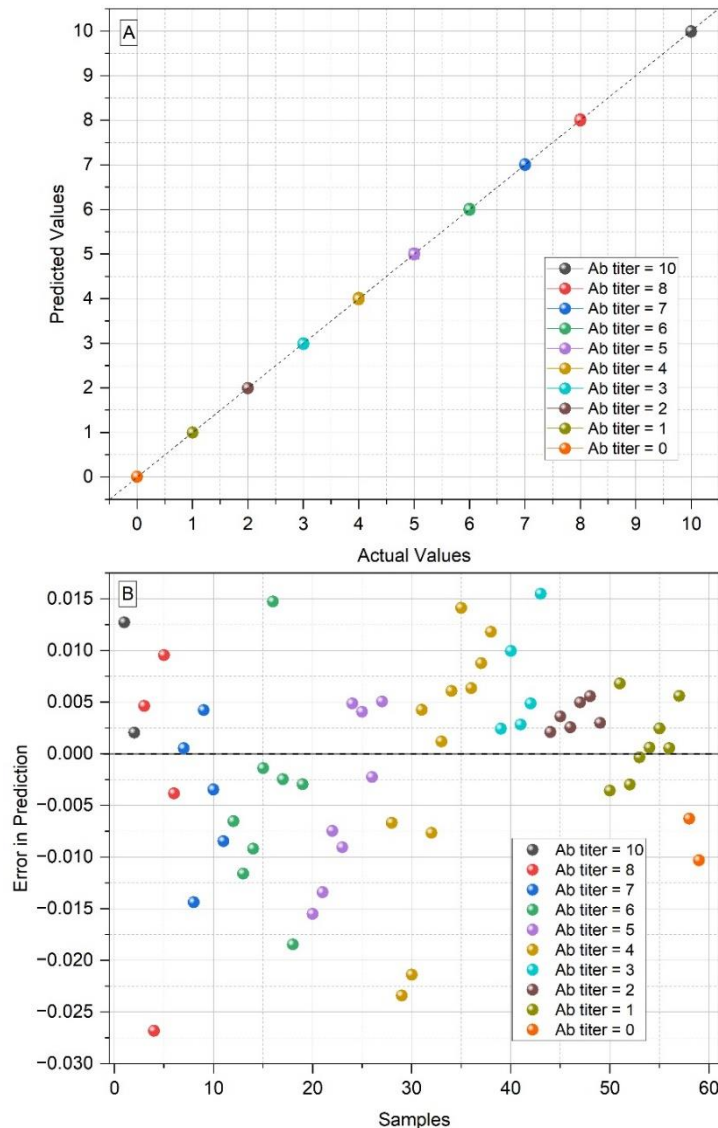 A
10
9
8
7
6
5
4
3
2
1
0
Predicted Values
Ab titer = 10
Ab titer = 8
Ab titer = 7
Ab titer = 6
Ab titer = 5
Ab titer = 4
Ab titer = 3
Ab titer = 2
Ab titer = 1
Ab titer = 0
0 1 2 3 4 5 6 7 8 9 10
Actual Values
B
0.015
0.010
0.005
0.000
−0.005
−0.010
−0.015
−0.020
−0.025
−0.030
Error in Prediction
Ab titer = 10
Ab titer = 8
Ab titer = 7
Ab titer = 6
Ab titer = 5
Ab titer = 4
Ab titer = 3
Ab titer = 2
Ab titer = 1
Ab titer = 0
0 10 20 30 40 50 60
Samples